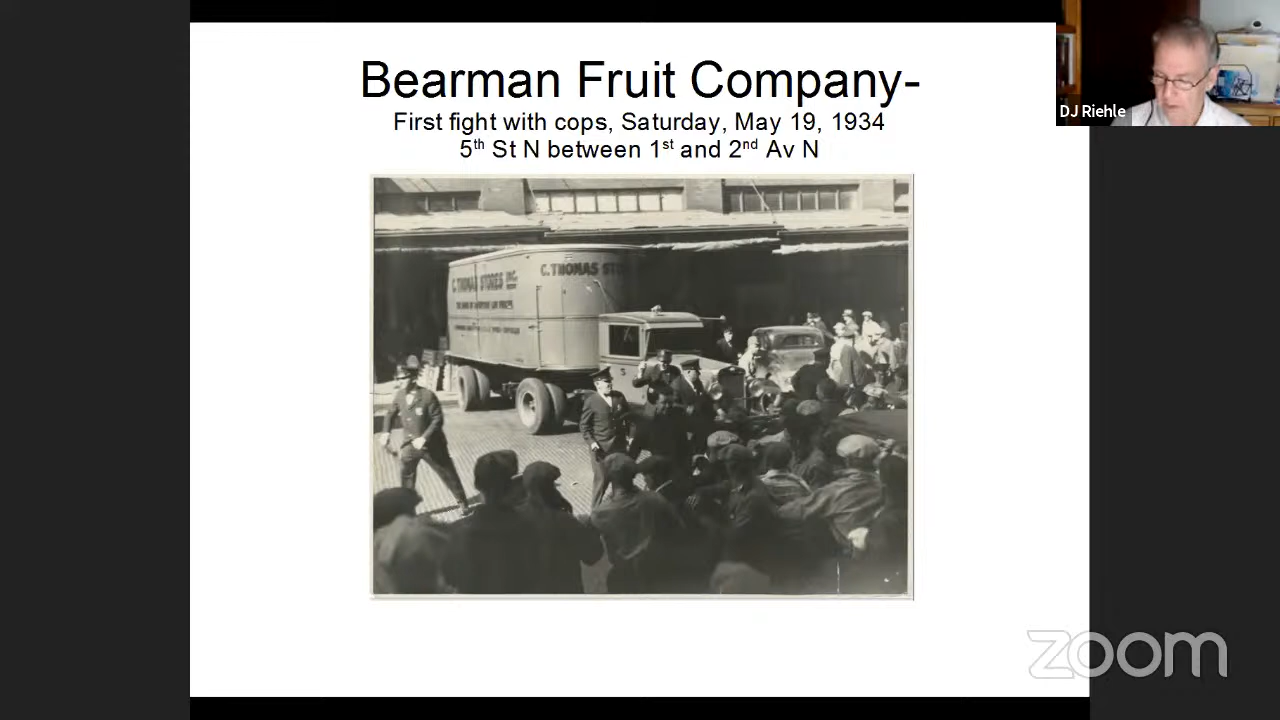 Bearman Fruit Company-
First fight with cops, Saturday, May 19, 1934
5th St N between 1st and 2nd Av N
DJ Riehle
C. THOMAS STORES INC.
C. THOMAS STO
S
zoom